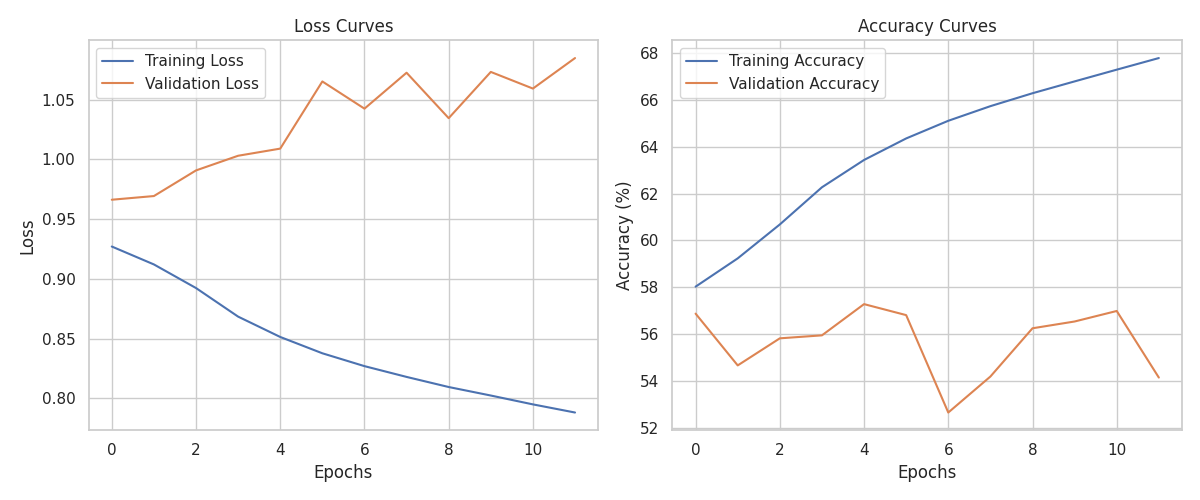 Loss Curves
Training Loss
Validation Loss
1.05
1.00
0.95
0.90
0.85
0.80
Loss
0 2 4 6 8 10
Epochs
Accuracy Curves
Training Accuracy
Validation Accuracy
68
66
64
62
60
58
56
54
52
Accuracy (%)
0 2 4 6 8 10
Epochs